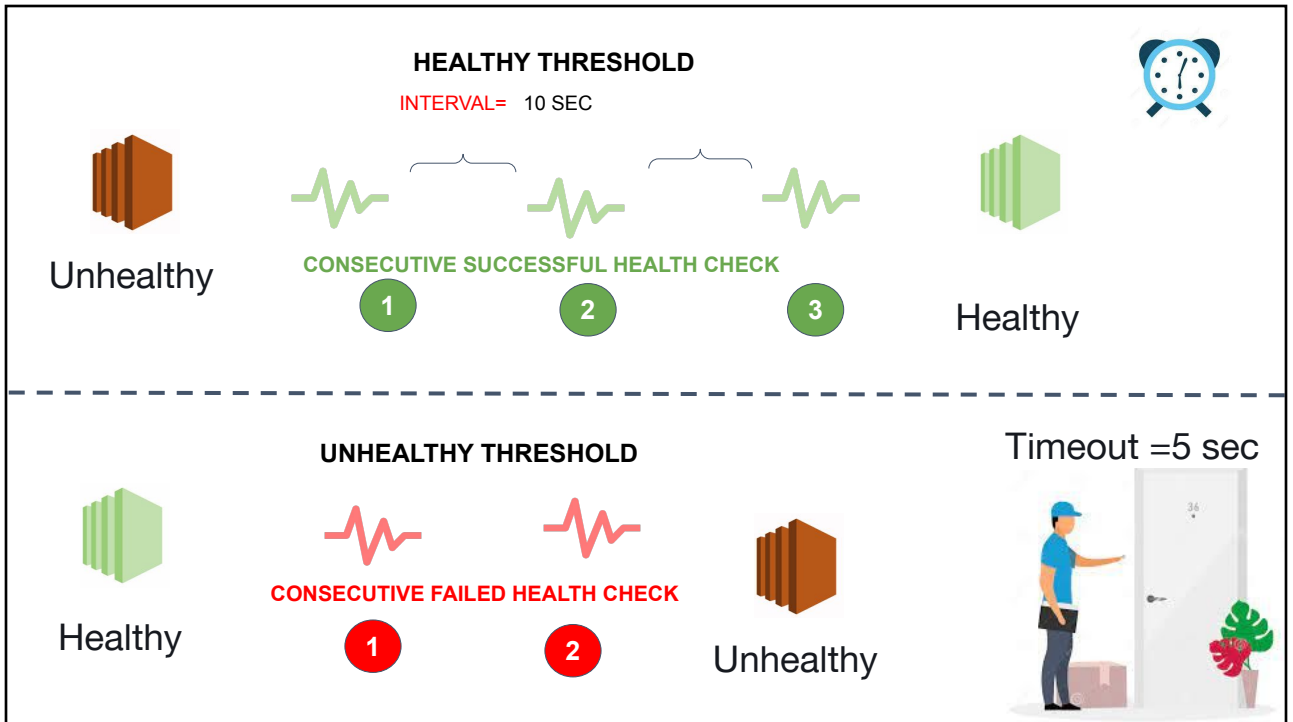 HEALTHY THRESHOLD
INTERVAL= 10 SEC
Unhealthy
CONSECUTIVE SUCCESSFUL HEALTH CHECK
1 2 3
Healthy
UNHEALTHY THRESHOLD
Timeout =5 sec
36
CONSECUTIVE FAILED HEALTH CHECK
Healthy
1 2
Unhealthy